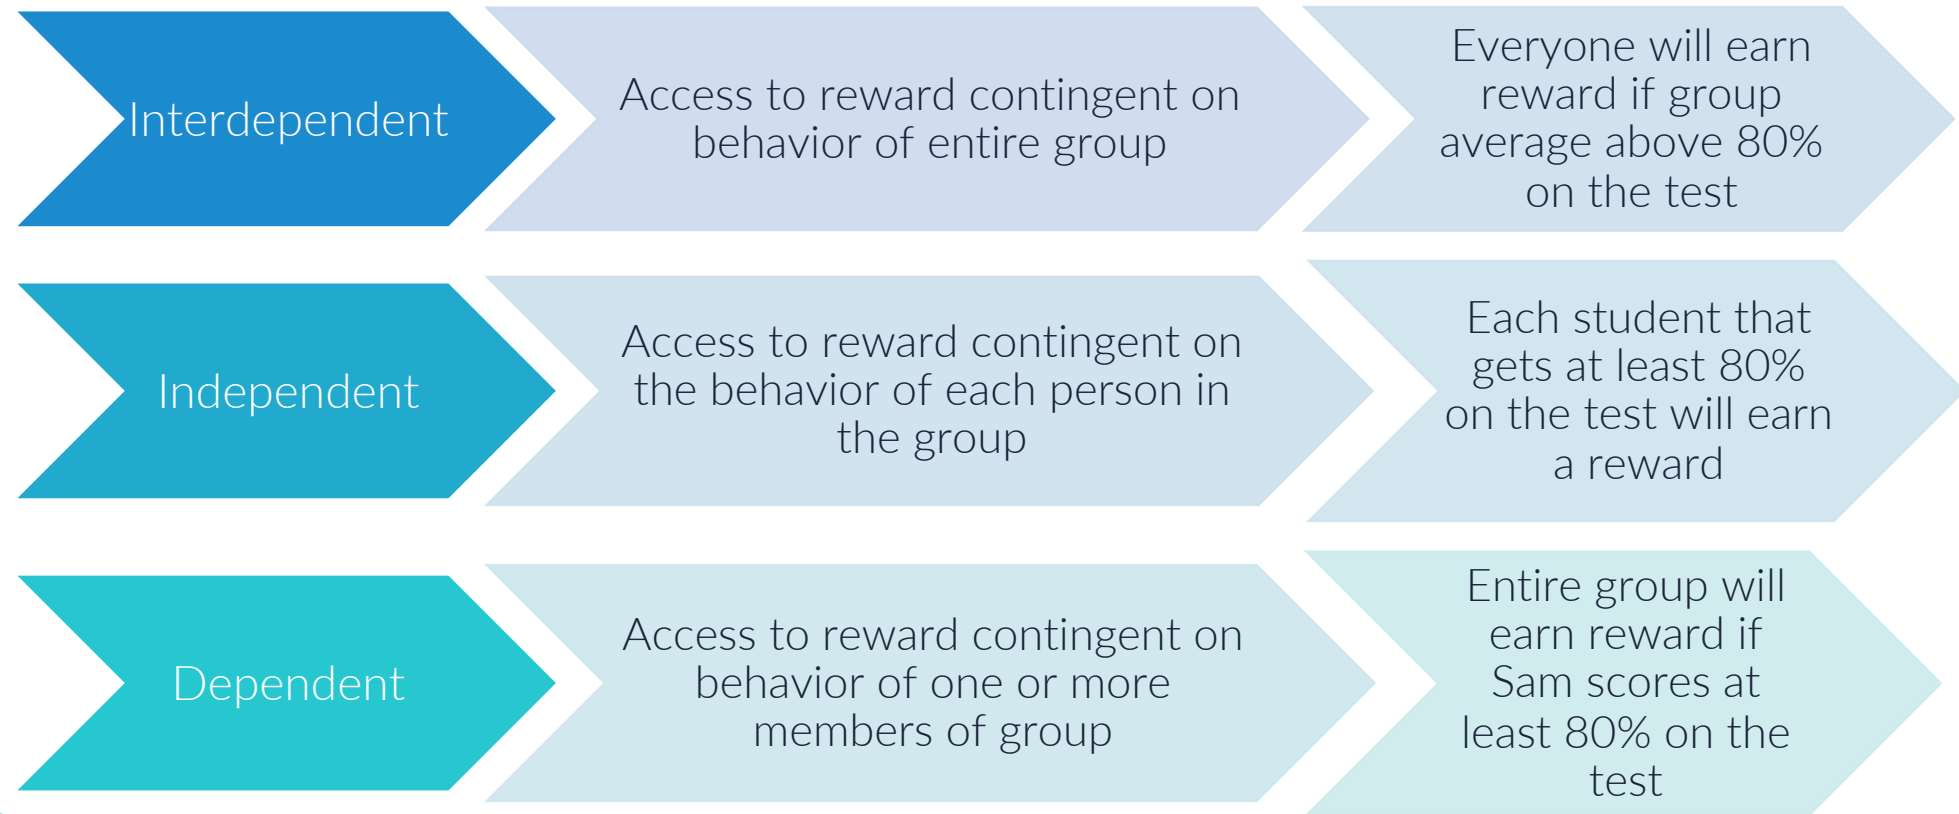 Interdependent
Access to reward contingent on
behavior of entire group
Everyone will earn
reward if group
average above 80%
on the test
Independent
Access to reward contingent on
the behavior of each person in
the group
Each student that
gets at least 80%
on the test will earn
a reward
Dependent
Access to reward contingent on
behavior of one or more
members of group
Entire group will
earn reward if
Sam scores at
least 80% on the
test